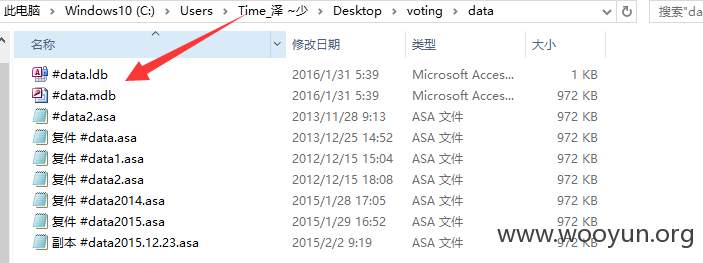 此电脑 › Windows10 (C:) › Users › Time_泽 ~少 › Desktop › voting › data 搜索"da
名称 修改日期 类型 大小
#data.ldb 2016/1/31 5:39 Microsoft Acces... 1 KB
#data.mdb 2016/1/31 5:39 Microsoft Acces... 972 KB
#data2.asa 2013/11/28 9:13 ASA 文件 972 KB
复件 #data.asa 2013/12/25 14:52 ASA 文件 972 KB
复件 #data1.asa 2012/12/15 15:04 ASA 文件 972 KB
复件 #data2.asa 2012/12/15 18:08 ASA 文件 972 KB
复件 #data2014.asa 2015/1/28 17:05 ASA 文件 972 KB
复件 #data2015.asa 2015/1/29 16:52 ASA 文件 972 KB
副本 #data2015.12.23.asa 2015/2/2 9:19 ASA 文件 972 KB
www.wooyun.org